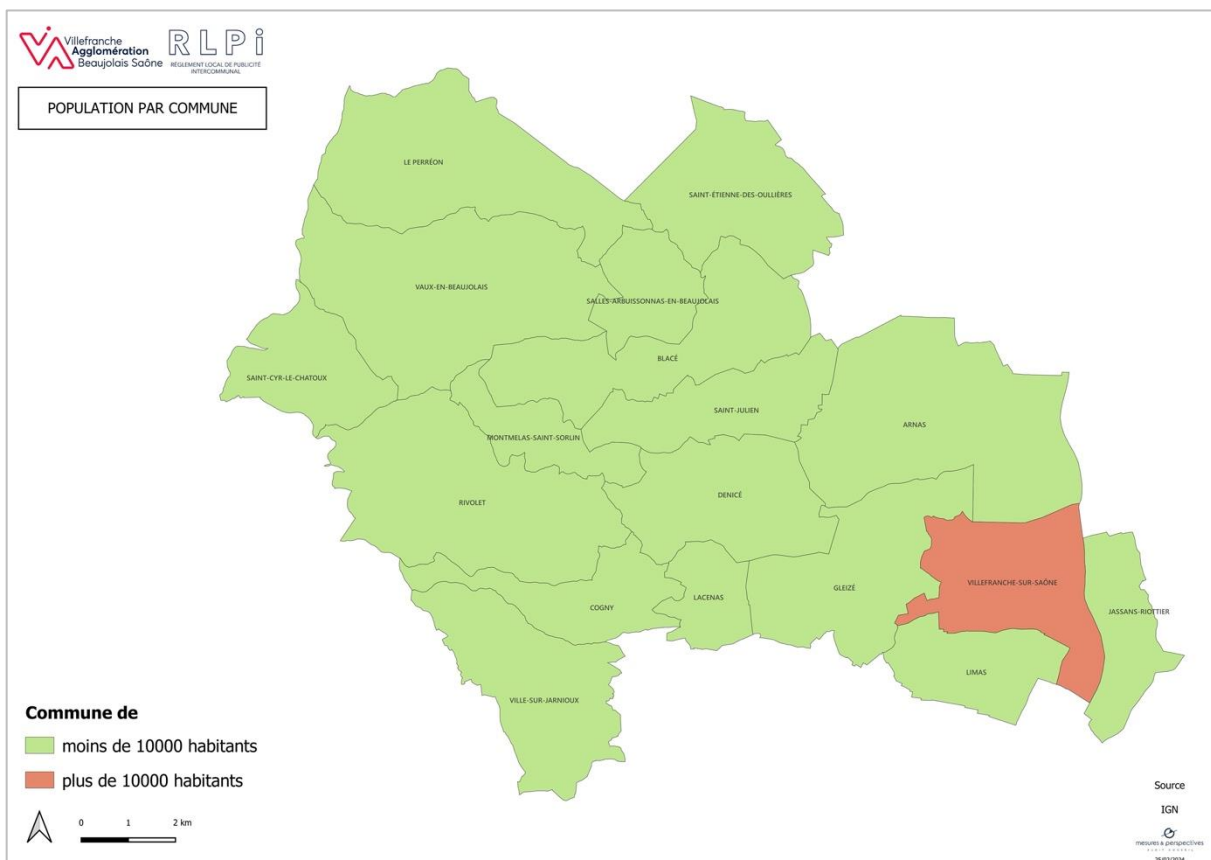 Villefranche
Agglomération
Beaujolais Saône
RLPi
RÈGLEMENT LOCAL DE PUBLICITÉ
INTERCOMMUNAL
POPULATION PAR COMMUNE
LE PERRÉON
SAINT-ÉTIENNE-DES-OULLIÈRES
VAUX-EN-BEAUJOLAIS
SALLES-ARBUISSONNAS-EN-BEAUJOLAIS
BLACÉ
SAINT-CYR-LE-CHATOUX
SAINT-JULIEN
ARNAS
MONTMELAS-SAINT-SORLIN
RIVOLET
DENICÉ
VILLEFRANCHE-SUR-SAÔNE
GLEIZÉ
LACENAS
COGNY
JASSANS-RIOTTIER
LIMAS
VILLE-SUR-JARNIOUX
Commune de
moins de 10000 habitants
plus de 10000 habitants
0 1 2 km
Source
IGN
mesures & perspectives
AUDIT CONSEIL